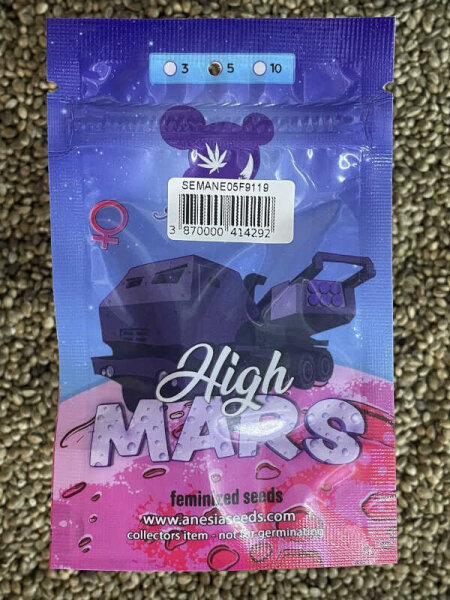 3 5 10
SEMANE05F9119
3 870000 414292
High
MARS
feminized seeds
www.anesiaseeds.com
collectors item - not for germinating